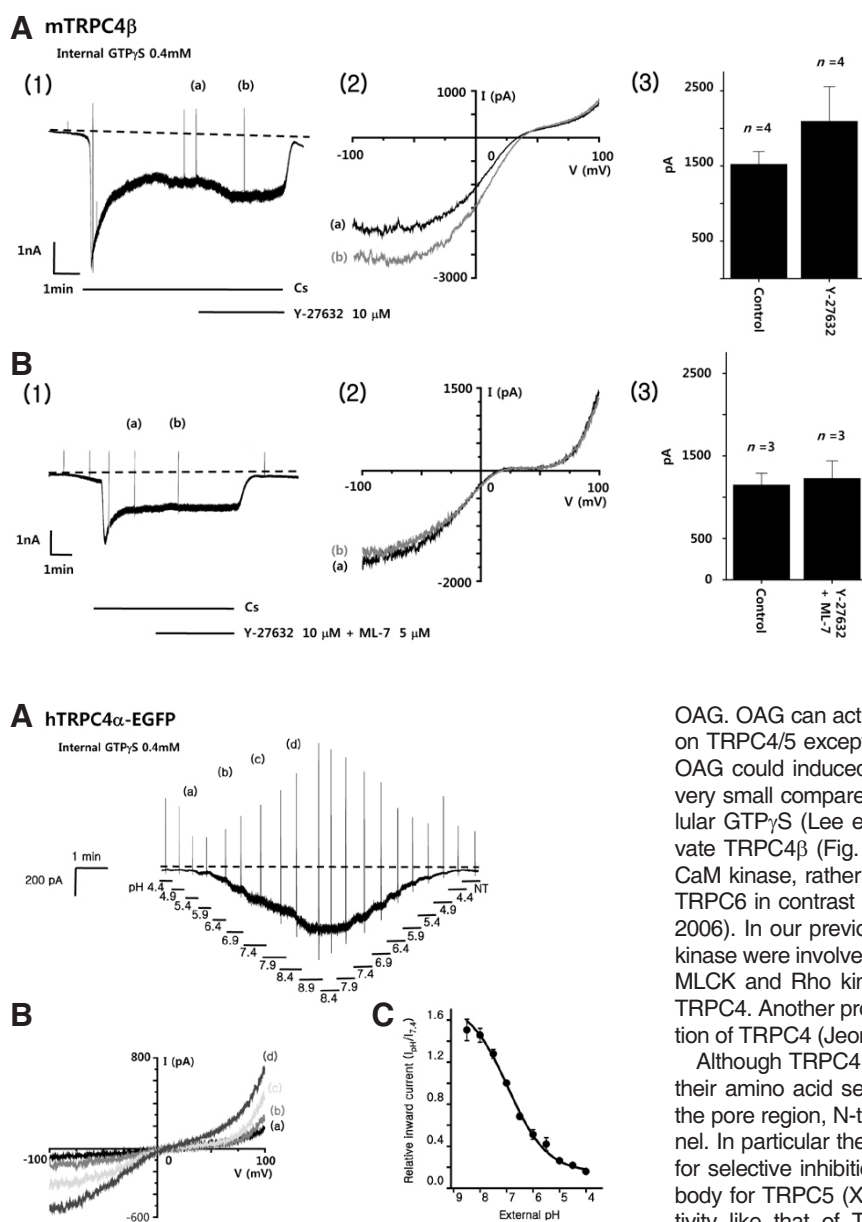 A mTRPC4β
Internal GTPγS 0.4mM
(1)
(a)
(b)
1nA
1min
Cs
Y-27632 10 μM
(2)
I (pA)
1000
-100
0
100
V (mV)
(a)
(b)
-3000
(3)
n =4
n =4
2500
1500
500
pA
Control
Y-27632
B
(1)
(a)
(b)
1nA
1min
Cs
Y-27632 10 μM + ML-7 5 μM
(2)
1500
I (pA)
-100
0
100
V (mV)
(b)
(a)
-2000
(3)
2500
1500
500
0
pA
n =3
n =3
Control
Y-27632
+ ML-7
A hTRPC4α-EGFP
Internal GTPγS 0.4mM
(a)
(b)
(c)
(d)
1 min
200 pA
pH 4.4
4.9
5.4
5.9
6.4
6.9
7.4
7.9
8.4
8.9
8.4
7.9
7.4
6.9
6.4
5.9
5.4
4.9
4.4
NT
B
800
I (pA)
(d)
(c)
(b)
(a)
-100
0
100
V (mV)
-600
C
Relative inward current (IpH/I7.4)
1.6
1.2
0.8
0.4
0.0
9 8 7 6 5 4
External pH
OAG. OAG can act
on TRPC4/5 except
OAG could induced
very small compare
lular GTPγS (Lee e
vate TRPC4β (Fig.
CaM kinase, rather
TRPC6 in contrast
2006). In our previo
kinase were involve
MLCK and Rho kin
TRPC4. Another pro
tion of TRPC4 (Jeon
Although TRPC4
their amino acid se
the pore region, N-t
nel. In particular the
for selective inhibitio
body for TRPC5 (X